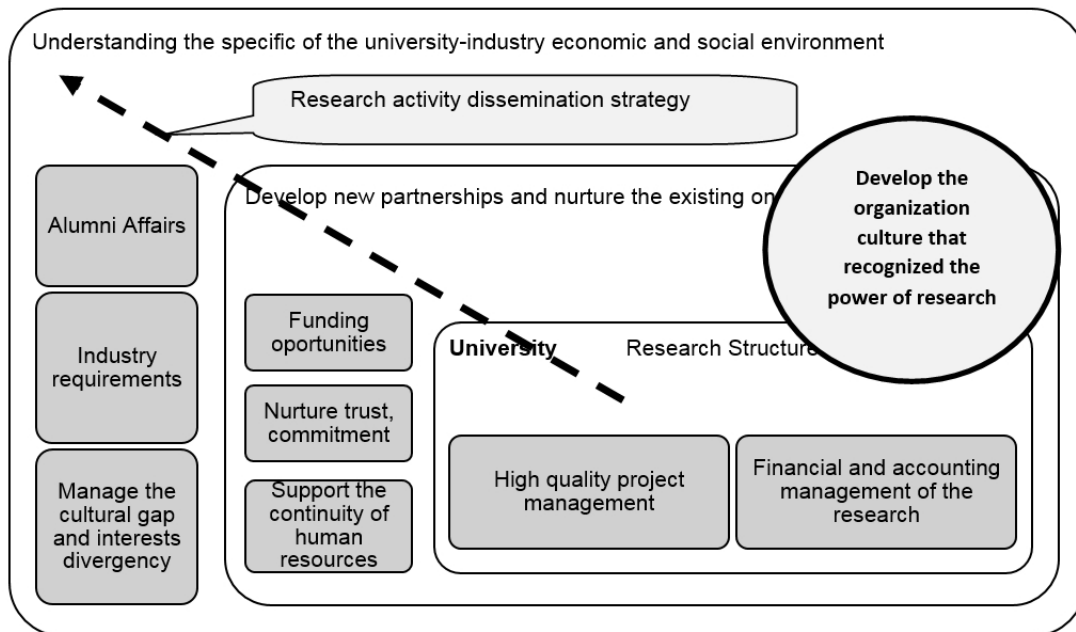 Understanding the specific of the university-industry economic and social environment
Research activity dissemination strategy
Develop the
organization
culture that
recognized the
power of research
Alumni Affairs
Develop new partnerships and nurture the existing on
Industry
requirements
Funding
oportunities
University Research Structure
Nurture trust,
commitment
Manage the
cultural gap
and interests
divergency
Support the
continuity of
human
resources
High quality project
management
Financial and accounting
management of the
research